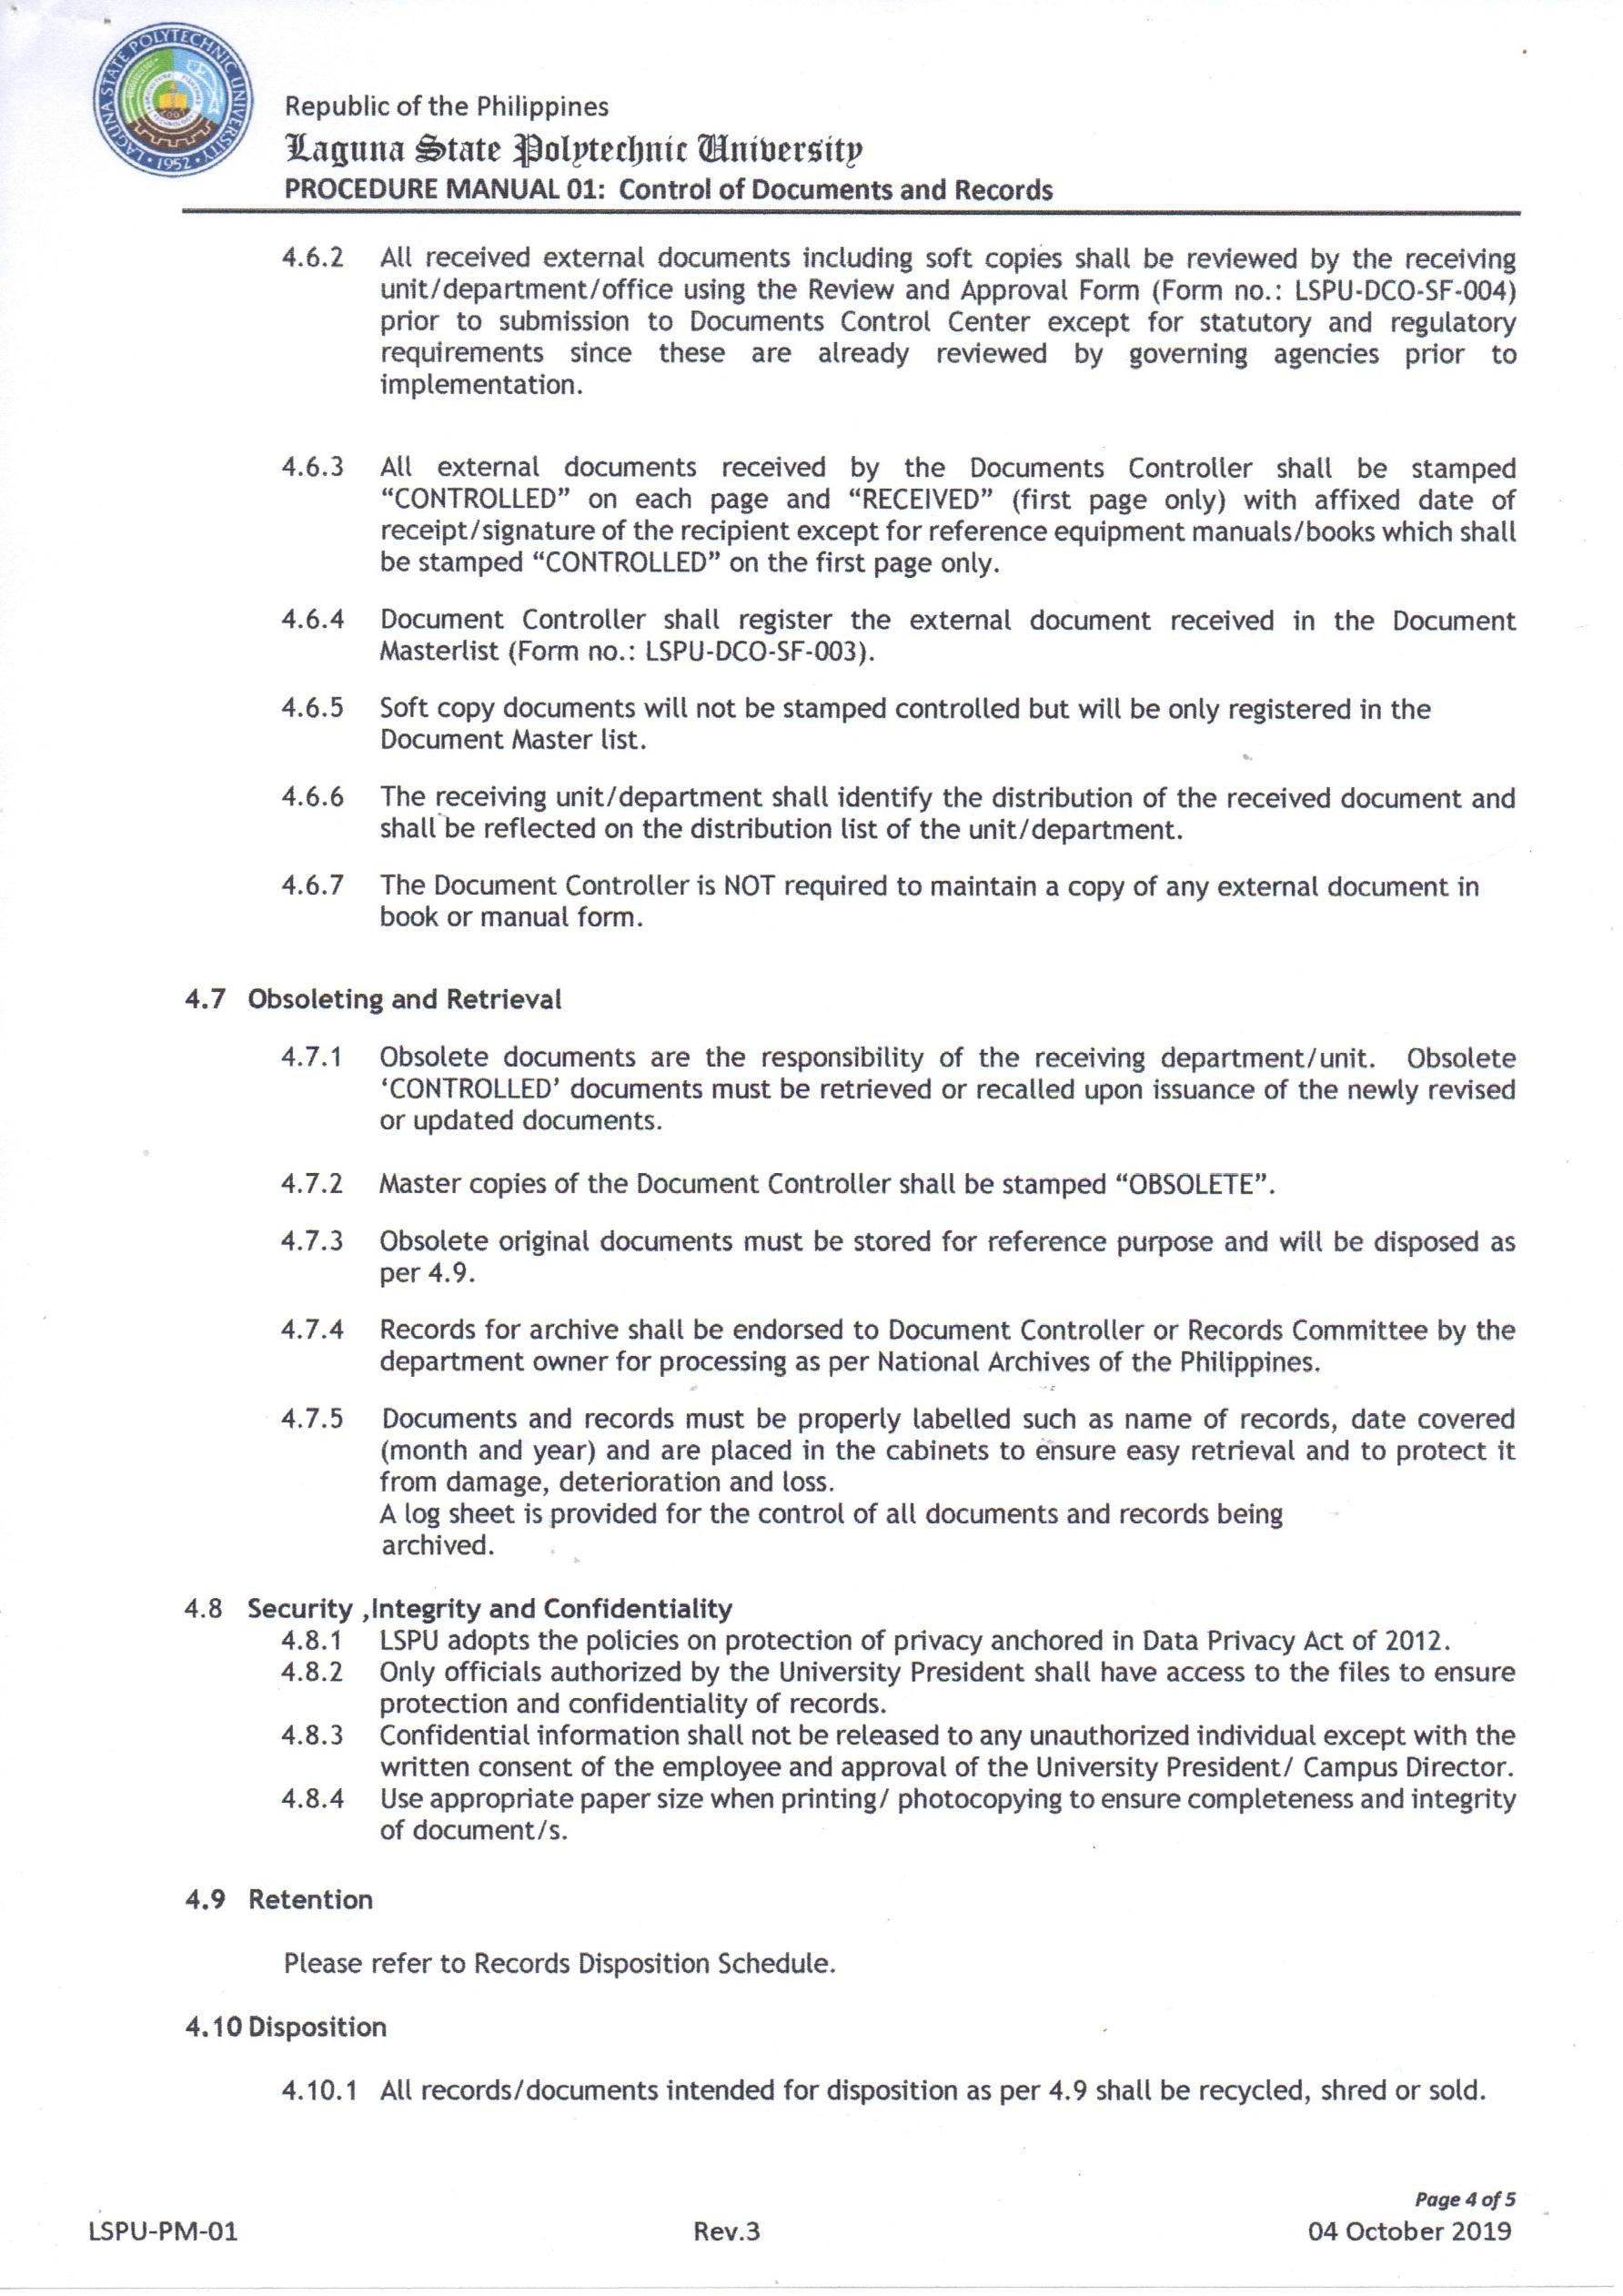 LAGUNA STATE POLYTECHNIC UNIVERSITY
• 1952 •
Republic of the Philippines
Laguna State Polytechnic University
PROCEDURE MANUAL 01: Control of Documents and Records
4.6.2 All received external documents including soft copies shall be reviewed by the receiving
unit/department/office using the Review and Approval Form (Form no.: LSPU-DCO-SF-004)
prior to submission to Documents Control Center except for statutory and regulatory
requirements since these are already reviewed by governing agencies prior to
implementation.
4.6.3 All external documents received by the Documents Controller shall be stamped
“CONTROLLED” on each page and “RECEIVED” (first page only) with affixed date of
receipt/signature of the recipient except for reference equipment manuals/books which shall
be stamped “CONTROLLED” on the first page only.
4.6.4 Document Controller shall register the external document received in the Document
Masterlist (Form no.: LSPU-DCO-SF-003).
4.6.5 Soft copy documents will not be stamped controlled but will be only registered in the
Document Master list.
4.6.6 The receiving unit/department shall identify the distribution of the received document and
shall be reflected on the distribution list of the unit/department.
4.6.7 The Document Controller is NOT required to maintain a copy of any external document in
book or manual form.
4.7 Obsoleting and Retrieval
4.7.1 Obsolete documents are the responsibility of the receiving department/unit. Obsolete
‘CONTROLLED’ documents must be retrieved or recalled upon issuance of the newly revised
or updated documents.
4.7.2 Master copies of the Document Controller shall be stamped “OBSOLETE”.
4.7.3 Obsolete original documents must be stored for reference purpose and will be disposed as
per 4.9.
4.7.4 Records for archive shall be endorsed to Document Controller or Records Committee by the
department owner for processing as per National Archives of the Philippines.
4.7.5 Documents and records must be properly labelled such as name of records, date covered
(month and year) and are placed in the cabinets to ensure easy retrieval and to protect it
from damage, deterioration and loss.
A log sheet is provided for the control of all documents and records being
archived.
4.8 Security ,Integrity and Confidentiality
4.8.1 LSPU adopts the policies on protection of privacy anchored in Data Privacy Act of 2012.
4.8.2 Only officials authorized by the University President shall have access to the files to ensure
protection and confidentiality of records.
4.8.3 Confidential information shall not be released to any unauthorized individual except with the
written consent of the employee and approval of the University President/ Campus Director.
4.8.4 Use appropriate paper size when printing/ photocopying to ensure completeness and integrity
of document/s.
4.9 Retention
Please refer to Records Disposition Schedule.
4.10 Disposition
4.10.1 All records/documents intended for disposition as per 4.9 shall be recycled, shred or sold.
Page 4 of 5
LSPU-PM-01 Rev.3 04 October 2019